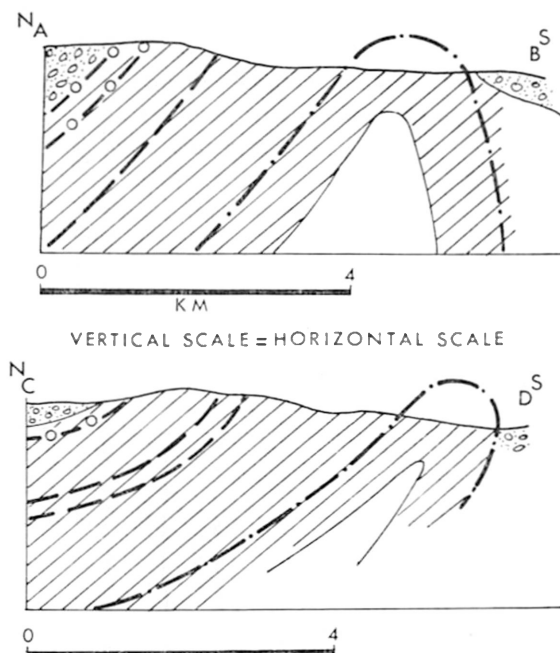 N S
A B
0 4
KM
VERTICAL SCALE = HORIZONTAL SCALE
N S
C D
0 4